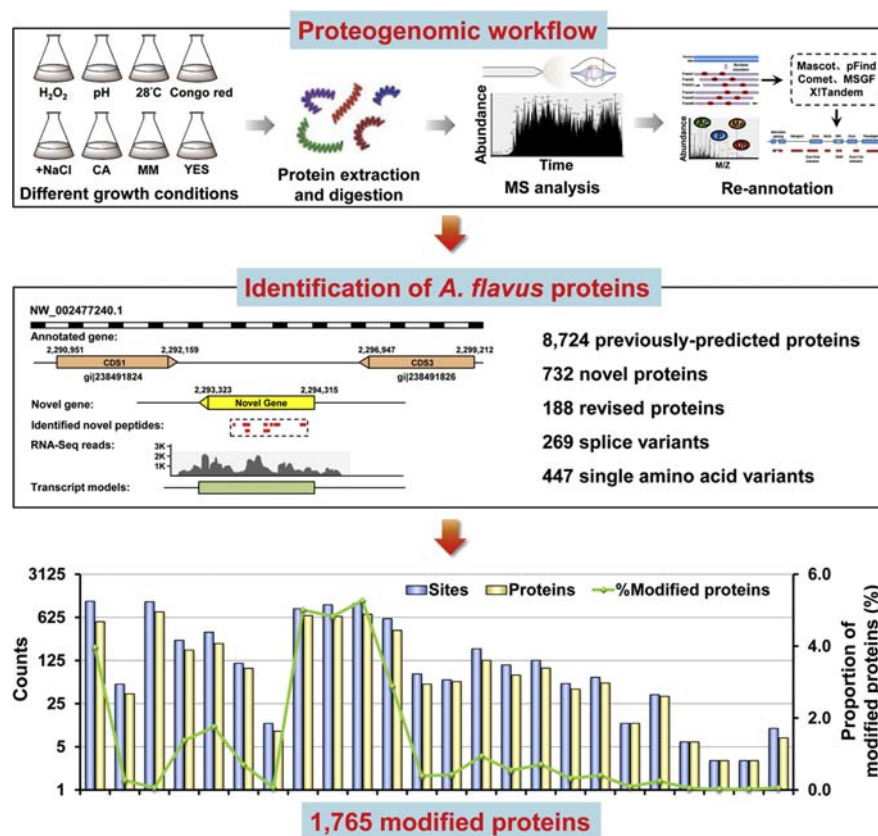 Proteogenomic workflow
H2O2 pH 28°C Congo red
+NaCl CA MM YES
Different growth conditions
Protein extraction
and digestion
Abundance
Time
MS analysis
Mascot、pFind
Comet、MSGF
X!Tandem
Abundance
M/Z
Re-annotation
Identification of A. flavus proteins
NW_002477240.1
Annotated gene:
2,290,951 2,292,159 2,296,947 2,299,212
CDS1 CDS3
gi|238491824 gi|238491826
2,293,323 2,294,315
Novel gene: Novel Gene
Identified novel peptides:
RNA-Seq reads:
3K
2K
1K
Transcript models:
8,724 previously-predicted proteins
732 novel proteins
188 revised proteins
269 splice variants
447 single amino acid variants
Sites Proteins %Modified proteins
Counts
3125
625
125
25
5
1
6.0
4.0
2.0
0.0
Proportion of
modified proteins (%)
1,765 modified proteins